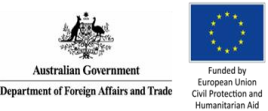 Australian Government
Department of Foreign Affairs and Trade
Funded by
European Union
Civil Protection and
Humanitarian Aid